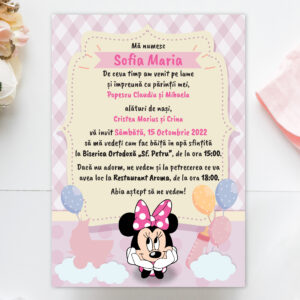 Mă numesc
Sofia Maria
De ceva timp am venit pe lume
și împreună cu părinții mei,
Popescu Claudiu și Mihaela
alături de nași,
Cristea Marius și Crina
vă invit Sâmbătă, 15 Octombrie 2022
să mă vedeți cum fac băiță în apă sfințită
la Biserica Ortodoxă „Sf. Petru”, de la ora 15:00.
Dacă nu adorm, ne vedem și la petrecerea ce va
avea loc la Restaurant Aroma, de la ora 18:00.
Abia aștept să ne vedem!